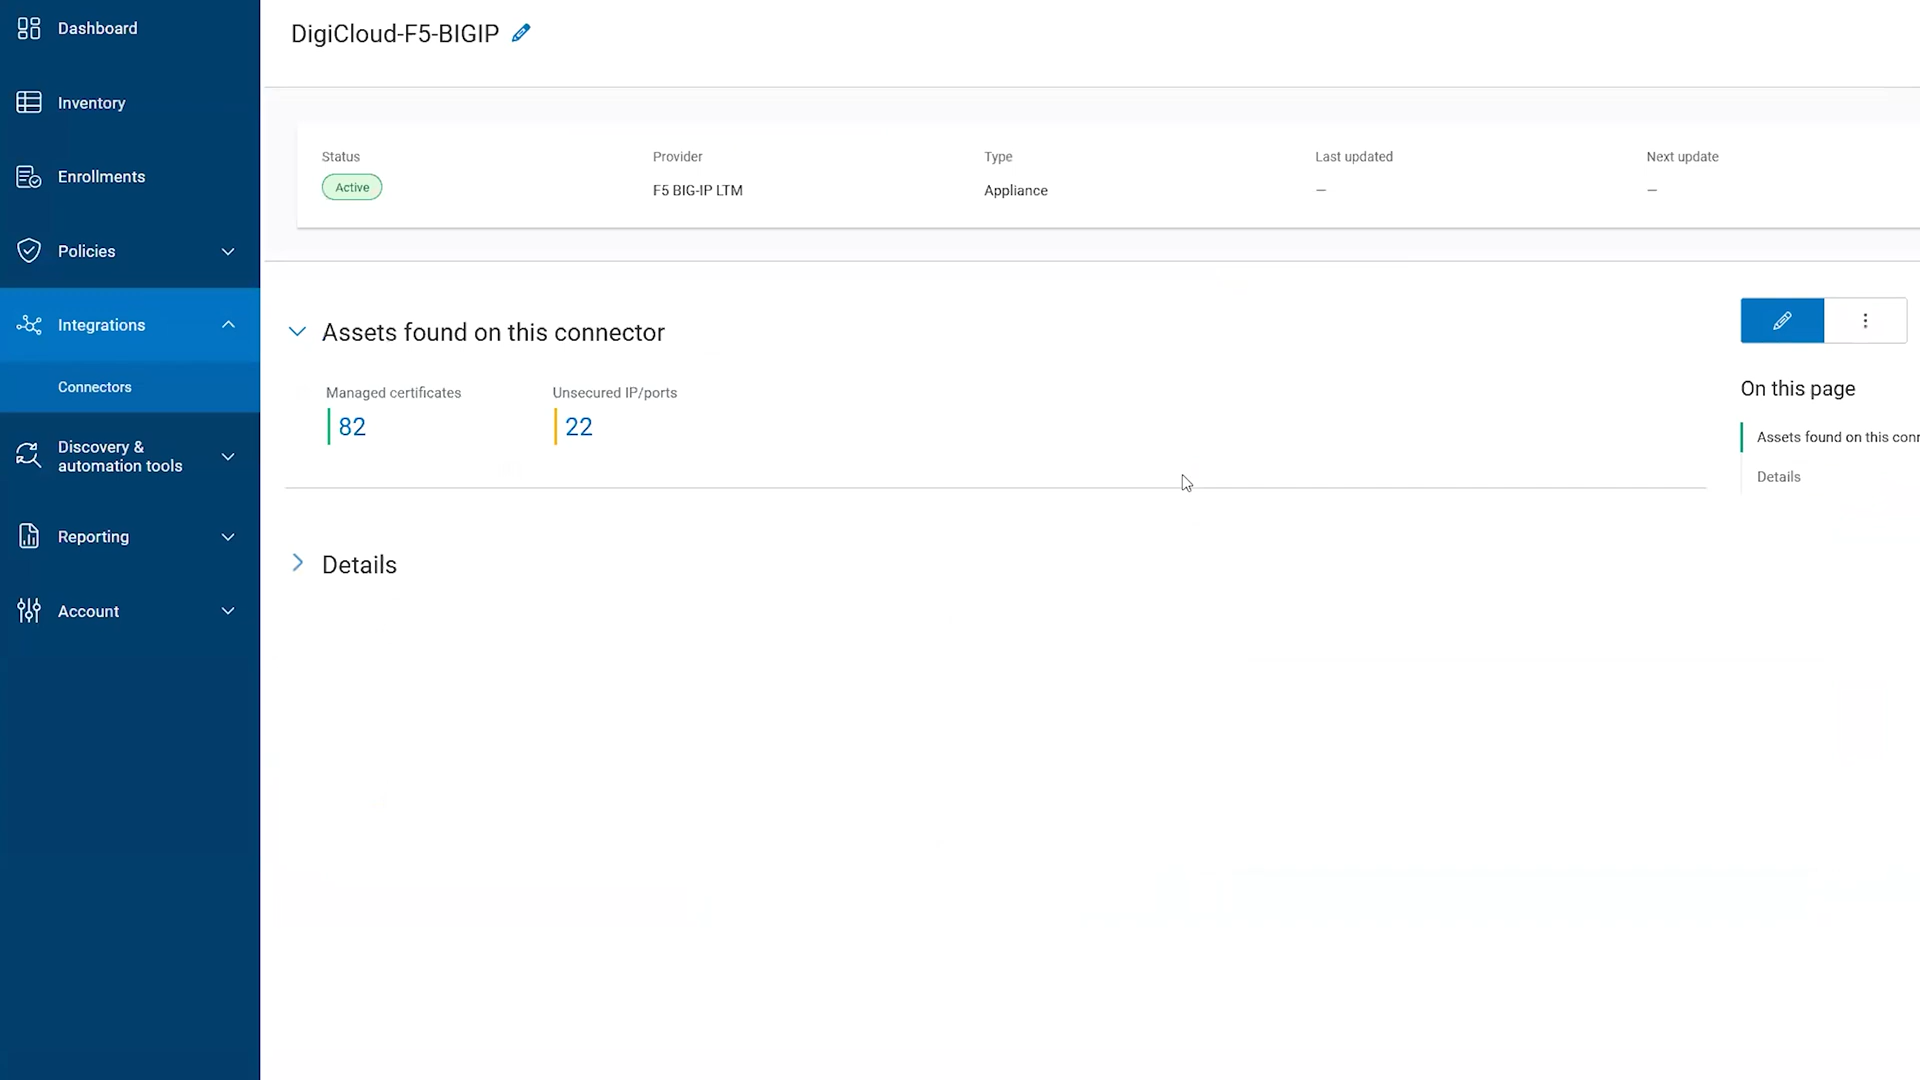 Dashboard
Inventory
Enrollments
Policies
Integrations
Connectors
Discovery &
automation tools
Reporting
Account
DigiCloud-F5-BIGIP
Status
Active
Provider
F5 BIG-IP LTM
Type
Appliance
Last updated
—
Next update
—
Assets found on this connector
Managed certificates
82
Unsecured IP/ports
22
Details
On this page
Assets found on this conn
Details